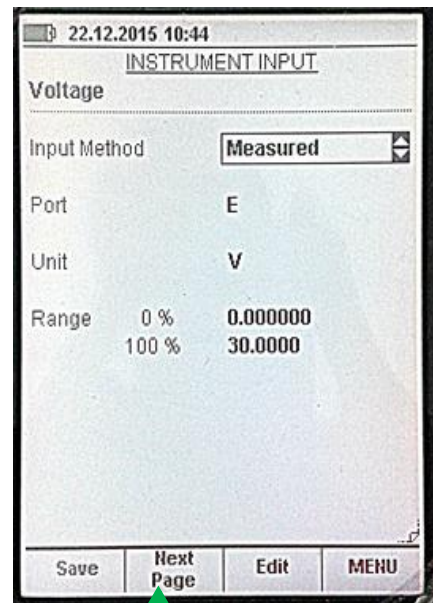 22.12.2015 10:44
INSTRUMENT INPUT
Voltage
Input Method Measured
Port E
Unit V
Range 0 % 0.000000
100 % 30.0000
Save Next Page Edit MENU